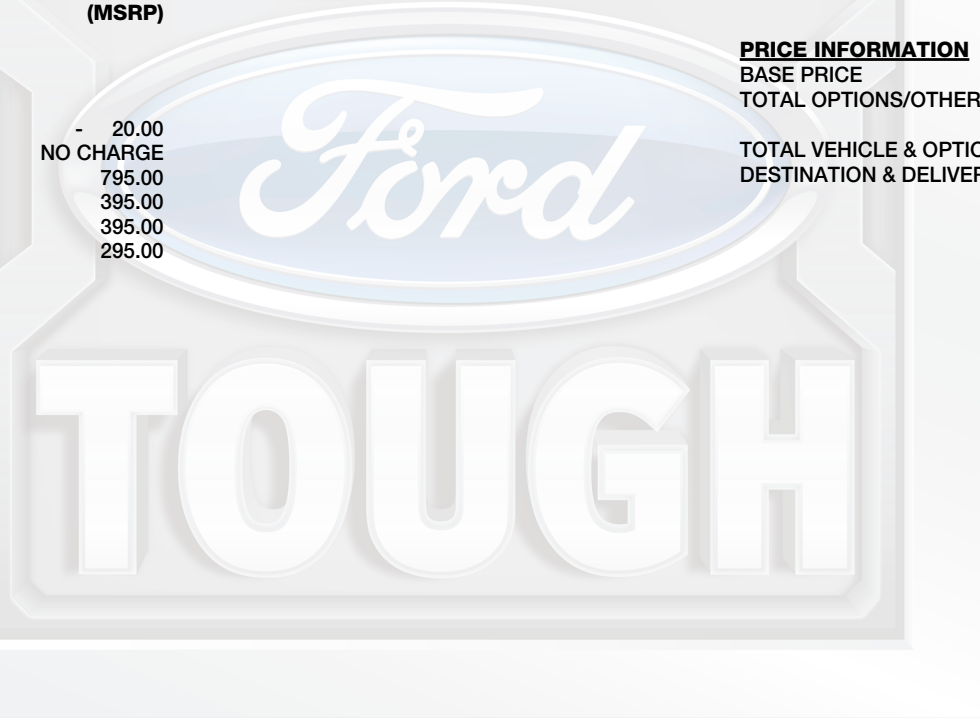 (MSRP)
- 20.00
NO CHARGE
795.00
395.00
395.00
295.00
PRICE INFORMATION
BASE PRICE
TOTAL OPTIONS/OTHER
TOTAL VEHICLE & OPTIO
DESTINATION & DELIVER
Ford
TOUGH